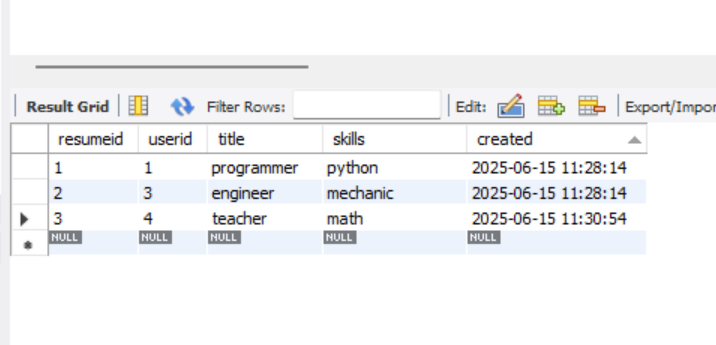 Result Grid Filter Rows: Edit: Export/Impor
resumeid userid title skills created
1 1 programmer python 2025-06-15 11:28:14
2 3 engineer mechanic 2025-06-15 11:28:14
3 4 teacher math 2025-06-15 11:30:54
NULL NULL NULL NULL NULL